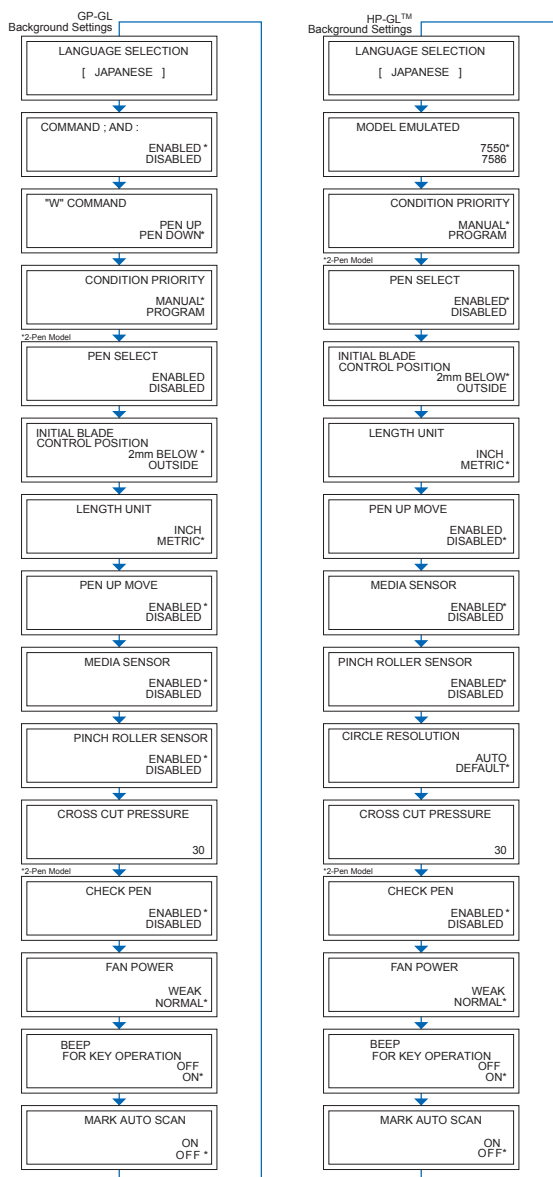 GP-GL
Background Settings
LANGUAGE SELECTION
[ JAPANESE ]
COMMAND ; AND :
ENABLED *
DISABLED
"W" COMMAND
PEN UP
PEN DOWN*
CONDITION PRIORITY
MANUAL*
PROGRAM
*2-Pen Model
PEN SELECT
ENABLED
DISABLED
INITIAL BLADE
CONTROL POSITION
2mm BELOW *
OUTSIDE
LENGTH UNIT
INCH
METRIC*
PEN UP MOVE
ENABLED *
DISABLED
MEDIA SENSOR
ENABLED *
DISABLED
PINCH ROLLER SENSOR
ENABLED *
DISABLED
CROSS CUT PRESSURE
30
*2-Pen Model
CHECK PEN
ENABLED *
DISABLED
FAN POWER
WEAK
NORMAL*
BEEP
FOR KEY OPERATION
OFF
ON*
MARK AUTO SCAN
ON
OFF *
HP-GL™
Background Settings
LANGUAGE SELECTION
[ JAPANESE ]
MODEL EMULATED
7550*
7586
CONDITION PRIORITY
MANUAL*
PROGRAM
*2-Pen Model
PEN SELECT
ENABLED*
DISABLED
INITIAL BLADE
CONTROL POSITION
2mm BELOW*
OUTSIDE
LENGTH UNIT
INCH
METRIC*
PEN UP MOVE
ENABLED
DISABLED*
MEDIA SENSOR
ENABLED*
DISABLED
PINCH ROLLER SENSOR
ENABLED*
DISABLED
CIRCLE RESOLUTION
AUTO
DEFAULT*
CROSS CUT PRESSURE
30
*2-Pen Model
CHECK PEN
ENABLED *
DISABLED
FAN POWER
WEAK
NORMAL*
BEEP
FOR KEY OPERATION
OFF
ON*
MARK AUTO SCAN
ON
OFF*